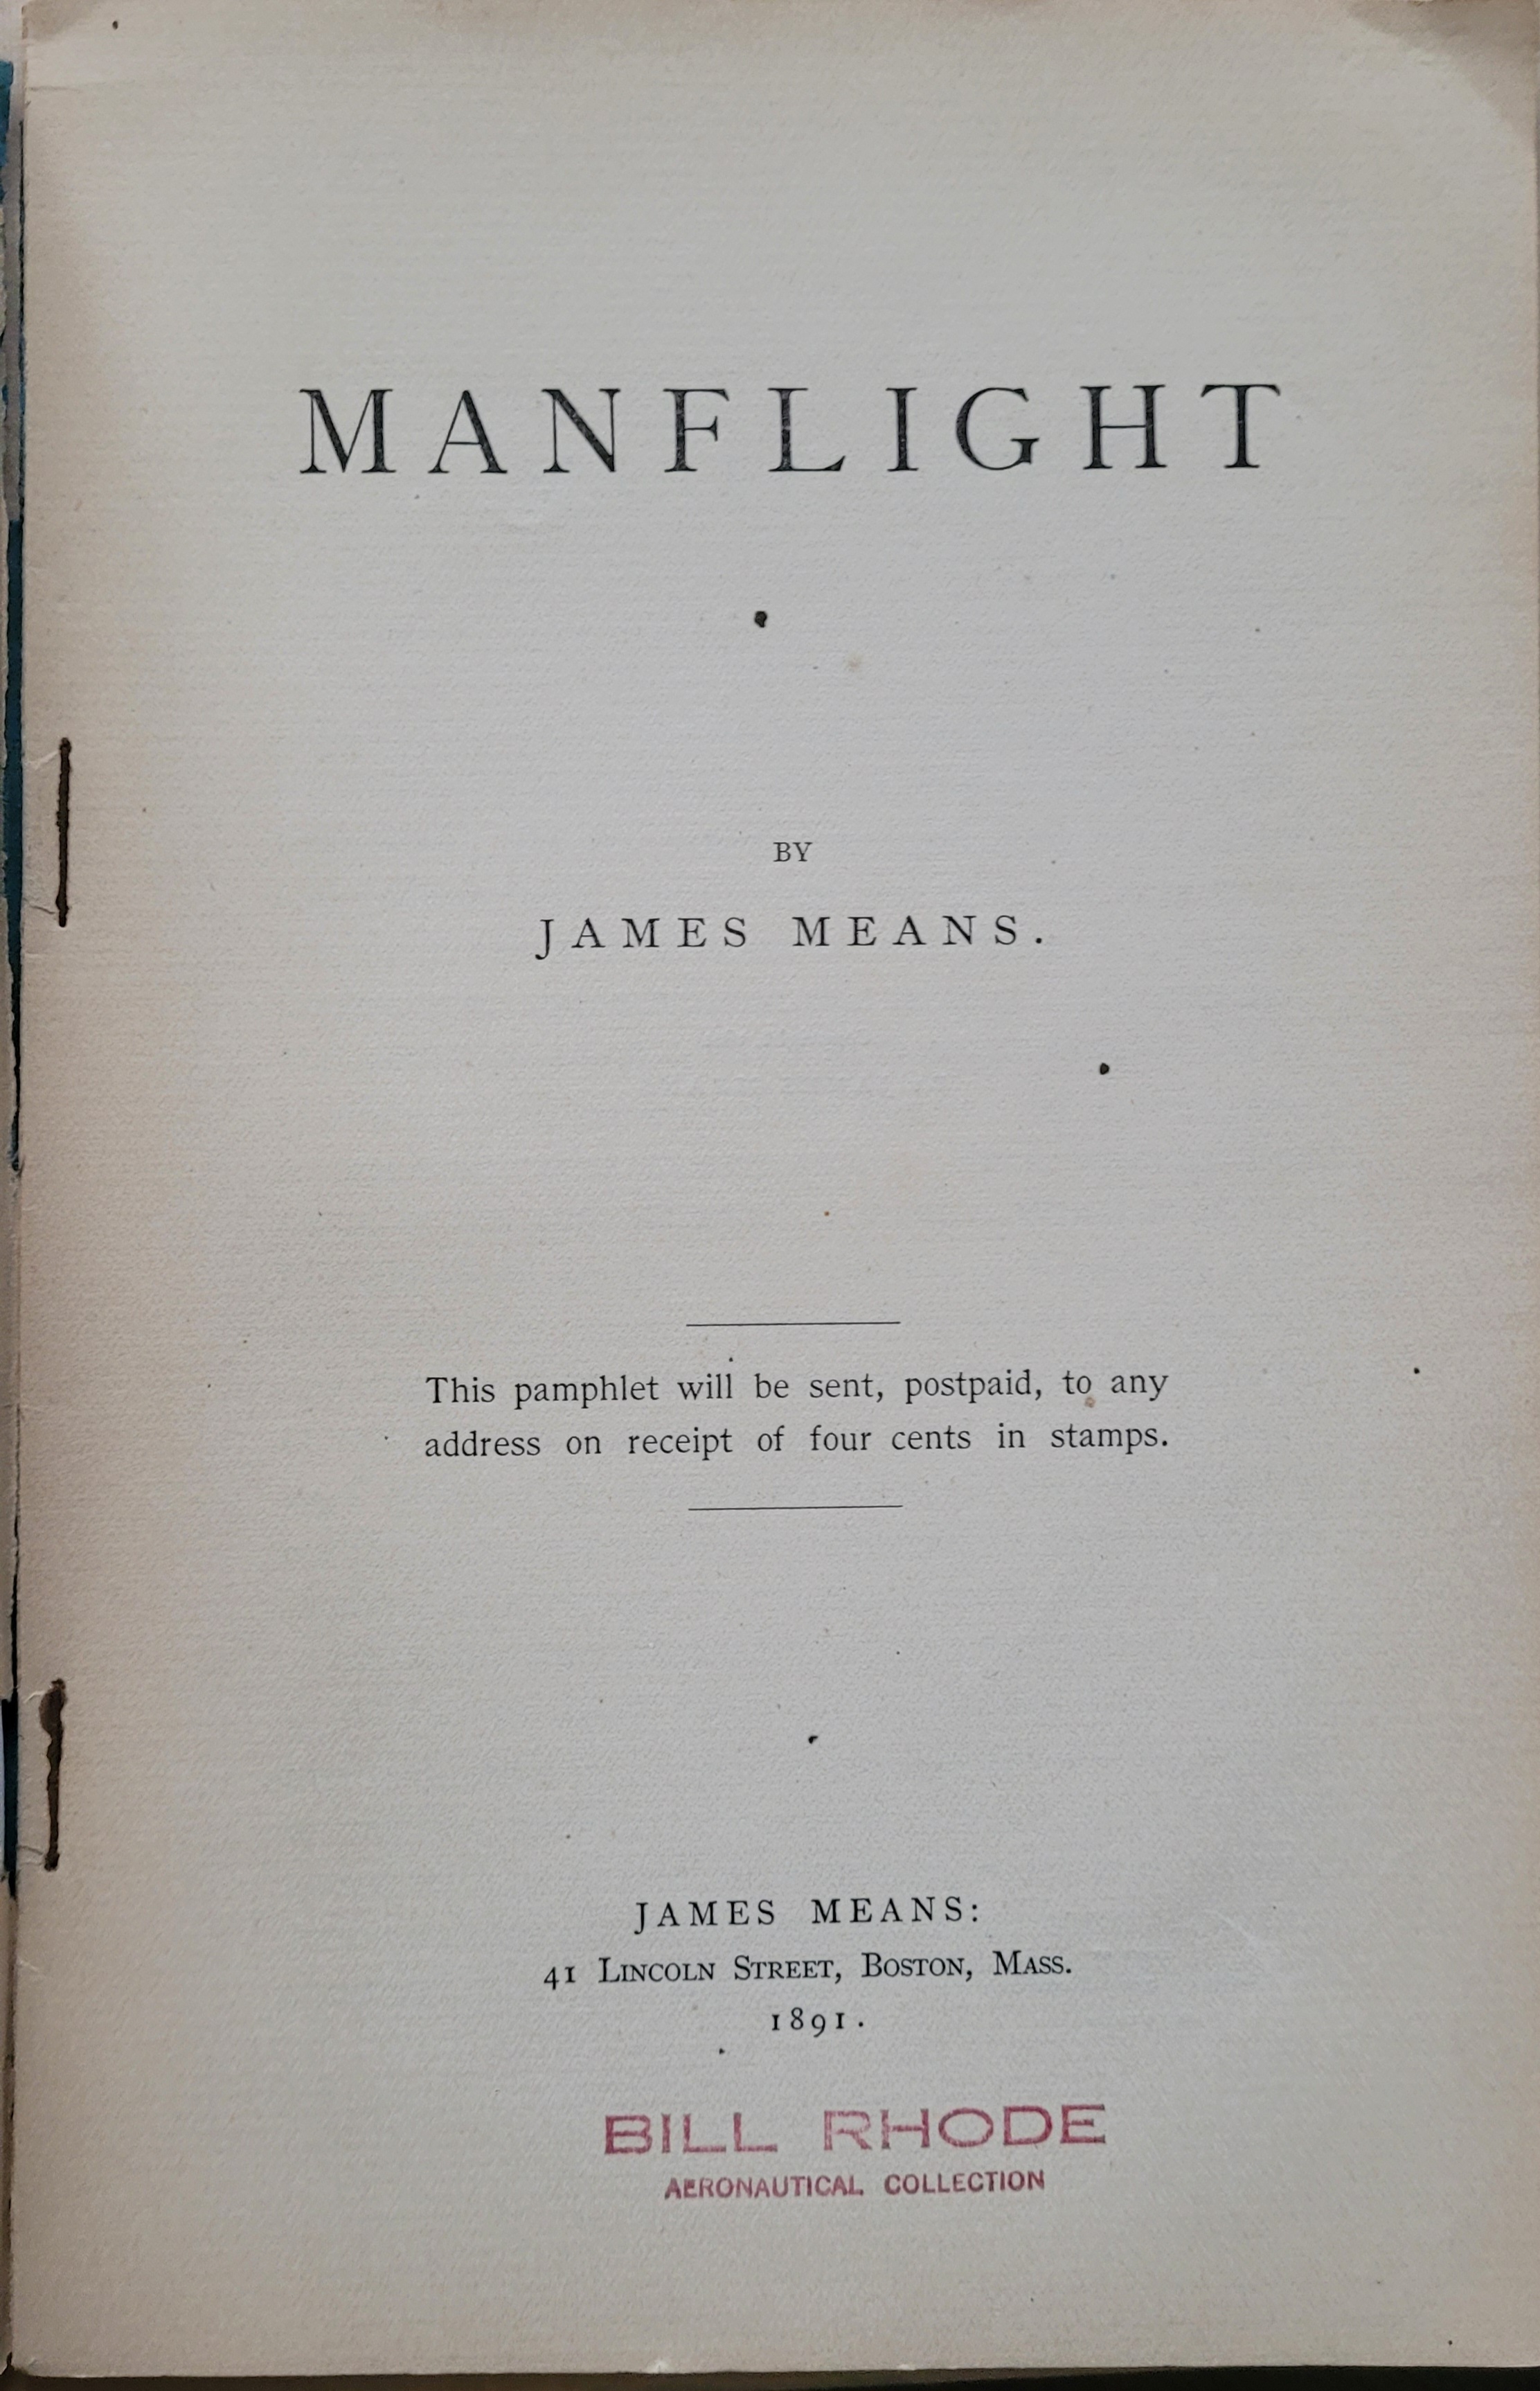 MANFLIGHT
BY
JAMES MEANS.
This pamphlet will be sent, postpaid, to any
address on receipt of four cents in stamps.
JAMES MEANS:
41 LINCOLN STREET, BOSTON, MASS.
1891.
BILL RHODE
AERONAUTICAL COLLECTION